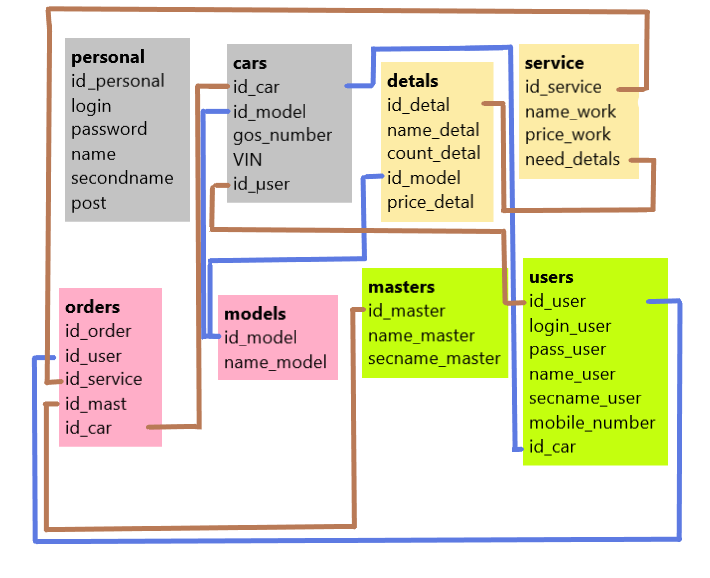 personal
id_personal
login
password
name
secondname
post
cars
id_car
id_model
gos_number
VIN
id_user
detals
id_detal
name_detal
count_detal
id_model
price_detal
service
id_service
name_work
price_work
need_detals
orders
id_order
id_user
id_service
id_mast
id_car
models
id_model
name_model
masters
id_master
name_master
secname_master
users
id_user
login_user
pass_user
name_user
secname_user
mobile_number
id_car